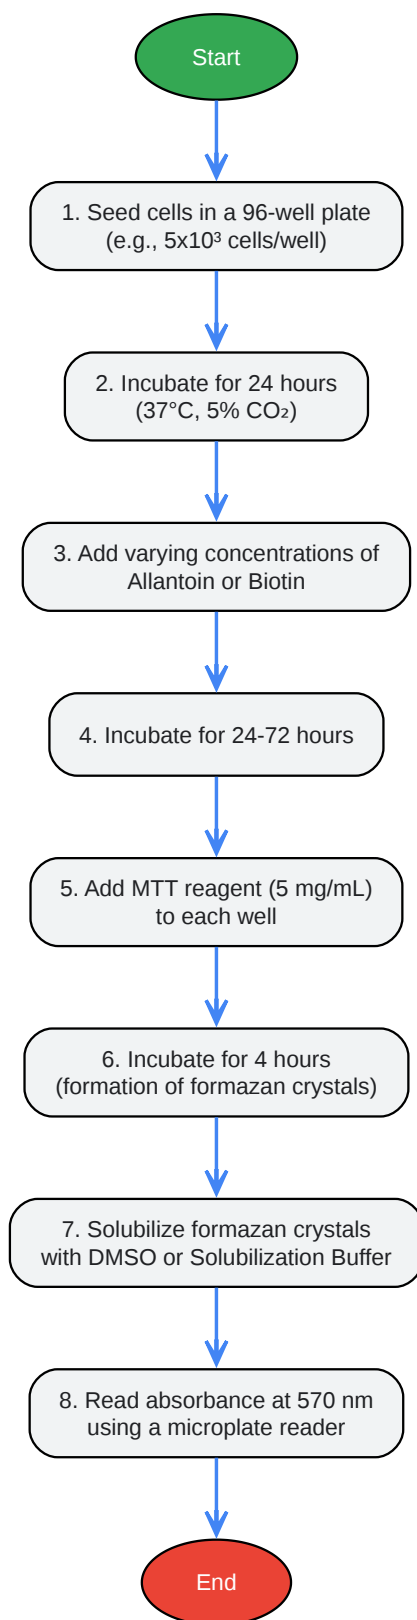 Start
1. Seed cells in a 96-well plate
(e.g., 5x10³ cells/well)
2. Incubate for 24 hours
(37°C, 5% CO₂)
3. Add varying concentrations of
Allantoin or Biotin
4. Incubate for 24-72 hours
5. Add MTT reagent (5 mg/mL)
to each well
6. Incubate for 4 hours
(formation of formazan crystals)
7. Solubilize formazan crystals
with DMSO or Solubilization Buffer
8. Read absorbance at 570 nm
using a microplate reader
End